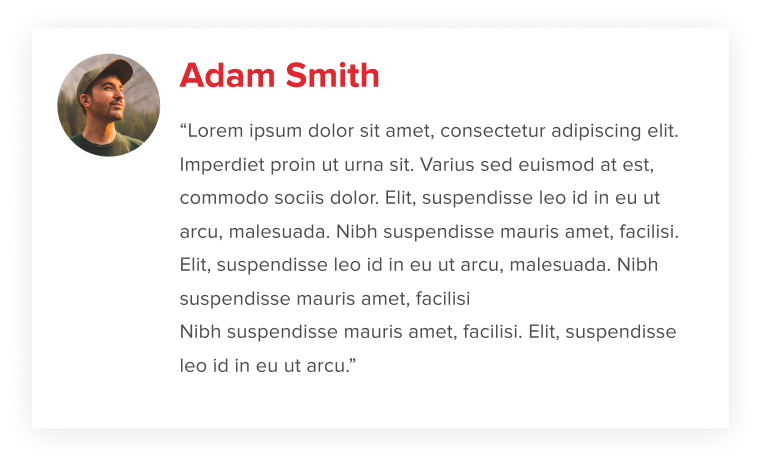 Adam Smith
“Lorem ipsum dolor sit amet, consectetur adipiscing elit.
Imperdiet proin ut urna sit. Varius sed euismod at est,
commodo sociis dolor. Elit, suspendisse leo id in eu ut
arcu, malesuada. Nibh suspendisse mauris amet, facilisi.
Elit, suspendisse leo id in eu ut arcu, malesuada. Nibh
suspendisse mauris amet, facilisi
Nibh suspendisse mauris amet, facilisi. Elit, suspendisse
leo id in eu ut arcu.”